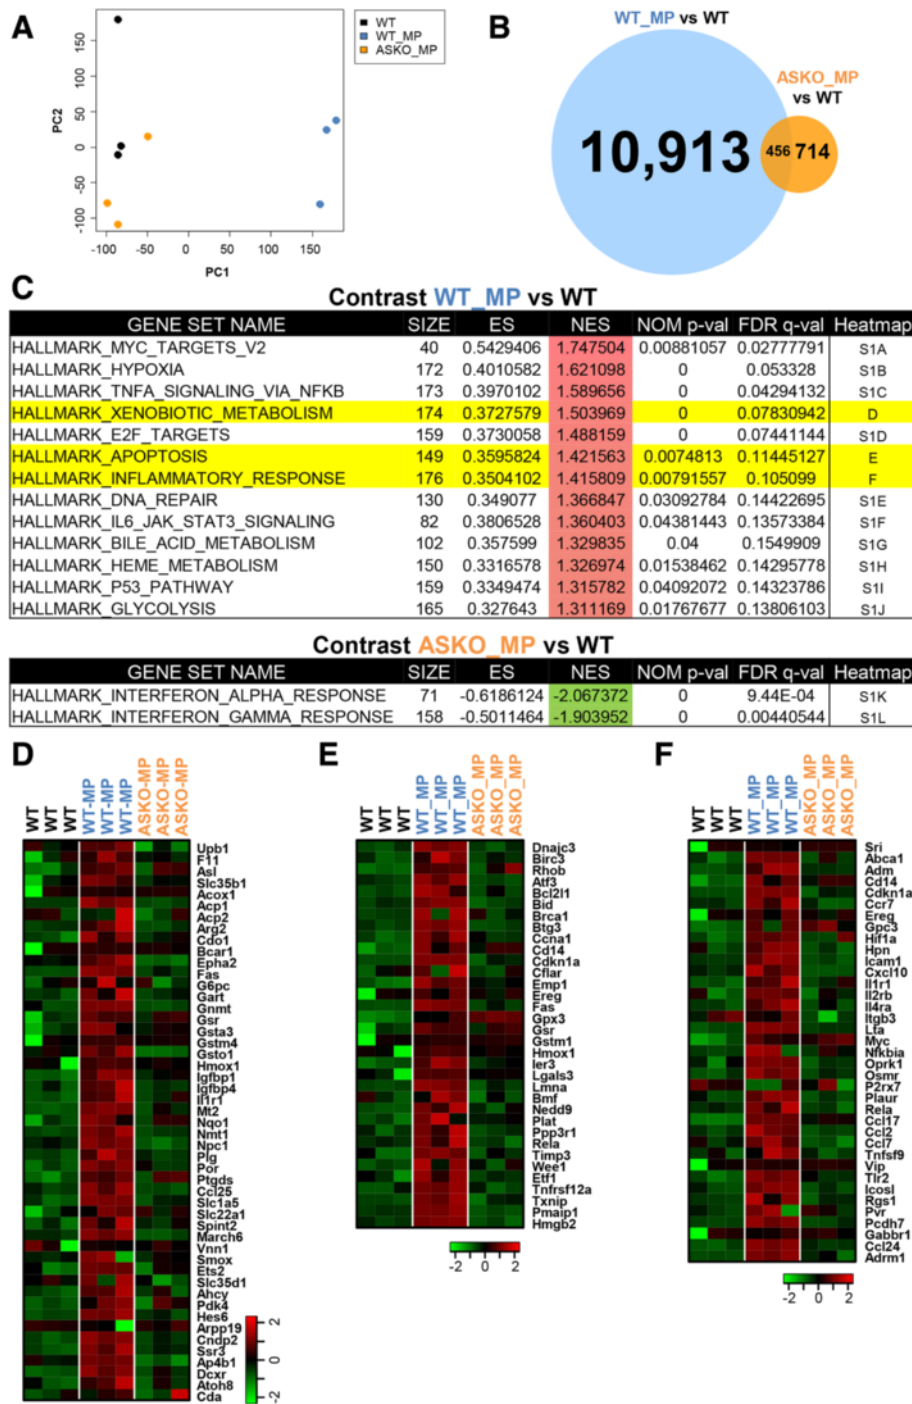 A
WT
WT_MP
ASKO_MP
PC2
-100 -50 0 50 100 150
-100 -50 0 50 100 150
PC1
B
WT_MP vs WT
ASKO_MP
vs WT
10,913 456 714
C
Contrast WT_MP vs WT
GENE SET NAME SIZE ES NES NOM p-val FDR q-val Heatmap
HALLMARK_MYC_TARGETS_V2 40 0.5429406 1.747504 0.00881057 0.02777791 S1A
HALLMARK_HYPOXIA 172 0.4010582 1.621098 0 0.053328 S1B
HALLMARK_TNFA_SIGNALING_VIA_NFKB 173 0.3970102 1.589656 0 0.04294132 S1C
HALLMARK_XENOBIOTIC_METABOLISM 174 0.3727579 1.503969 0 0.07830942 D
HALLMARK_E2F_TARGETS 159 0.3730058 1.488159 0 0.07441144 S1D
HALLMARK_APOPTOSIS 149 0.3595824 1.421563 0.0074813 0.11445127 E
HALLMARK_INFLAMMATORY_RESPONSE 176 0.3504102 1.415809 0.00791557 0.105099 F
HALLMARK_DNA_REPAIR 130 0.349077 1.366847 0.03092784 0.14422695 S1E
HALLMARK_IL6_JAK_STAT3_SIGNALING 82 0.3806528 1.360403 0.04381443 0.13573384 S1F
HALLMARK_BILE_ACID_METABOLISM 102 0.357599 1.329835 0.04 0.1549909 S1G
HALLMARK_HEME_METABOLISM 150 0.3316578 1.326974 0.01538462 0.14295778 S1H
HALLMARK_P53_PATHWAY 159 0.3349474 1.315782 0.04092072 0.14323786 S1I
HALLMARK_GLYCOLYSIS 165 0.327643 1.311169 0.01767677 0.13806103 S1J
Contrast ASKO_MP vs WT
GENE SET NAME SIZE ES NES NOM p-val FDR q-val Heatmap
HALLMARK_INTERFERON_ALPHA_RESPONSE 71 -0.6186124 -2.067372 0 9.44E-04 S1K
HALLMARK_INTERFERON_GAMMA_RESPONSE 158 -0.5011464 -1.903952 0 0.00440544 S1L
D
WT WT WT WT-MP WT-MP WT-MP ASKO-MP ASKO-MP ASKO-MP
Upb1
F11
Asl
Slc35b1
Acox1
Acp1
Acp2
Arg2
Cdo1
Bcar1
Epha2
Fas
G6pc
Gart
Gnmt
Gsr
Gsta3
Gstm4
Gsto1
Hmox1
Igfbp1
Igfbp4
Il1r1
Mt2
Nqo1
Nmt1
Npc1
Plg
Por
Ptgds
Ccl25
Slc1a5
Slc22a1
Spint2
March6
Vnn1
Smox
Ets2
Slc35d1
Ahcy
Pdk4
Hes6
Arpp19
Cndp2
Ssr3
Ap4b1
Dcxr
Atoh8
Cda
-2 0 2
E
WT WT WT WT_MP WT_MP WT_MP ASKO_MP ASKO_MP ASKO_MP
Dnajc3
Birc3
Rhob
Atf3
Bcl2l1
Bid
Brca1
Btg3
Ccna1
Cd14
Cdkn1a
Cflar
Emp1
Ereg
Fas
Gpx3
Gsr
Gstm1
Hmox1
Ier3
Lgals3
Lmna
Bmf
Nedd9
Plat
Ppp3r1
Rela
Timp3
Wee1
Etf1
Tnfrsf12a
Txnip
Pmaip1
Hmgb2
-2 0 2
F
WT WT WT WT_MP WT_MP WT_MP ASKO_MP ASKO_MP ASKO_MP
Sri
Abca1
Adm
Cd14
Cdkn1a
Ccr7
Ereg
Gpc3
Hif1a
Hpn
Icam1
Cxcl10
Il1r1
Il2rb
Il4ra
Itgb3
Lta
Myc
Nfkbia
Oprk1
Osmr
P2rx7
Plaur
Rela
Ccl17
Ccl2
Ccl7
Tnfsf9
Vip
Tlr2
Icosl
Rgs1
Pvr
Pcdh7
Gabbr1
Ccl24
Adrm1
-2 0 2